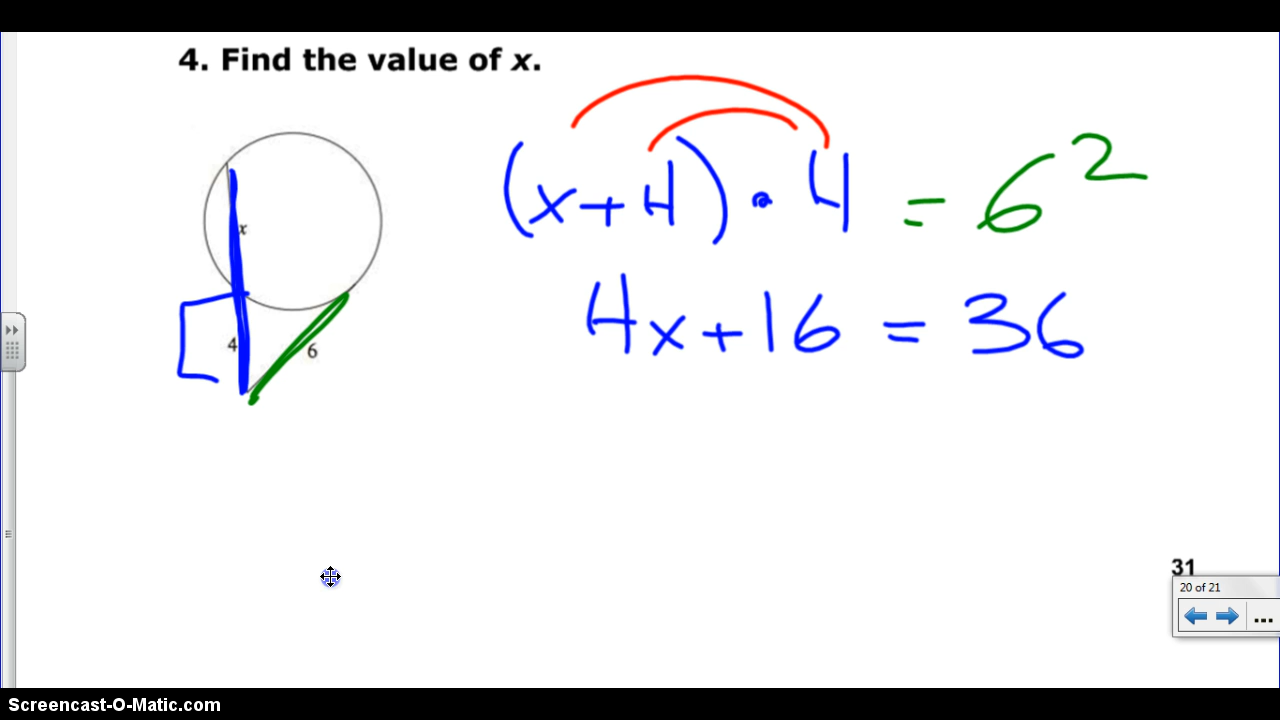 4. Find the value of x.
(x+4) • 4 = 6²
x
4x+16 = 36
4
6
31
20 of 21
...
Screencast-O-Matic.com